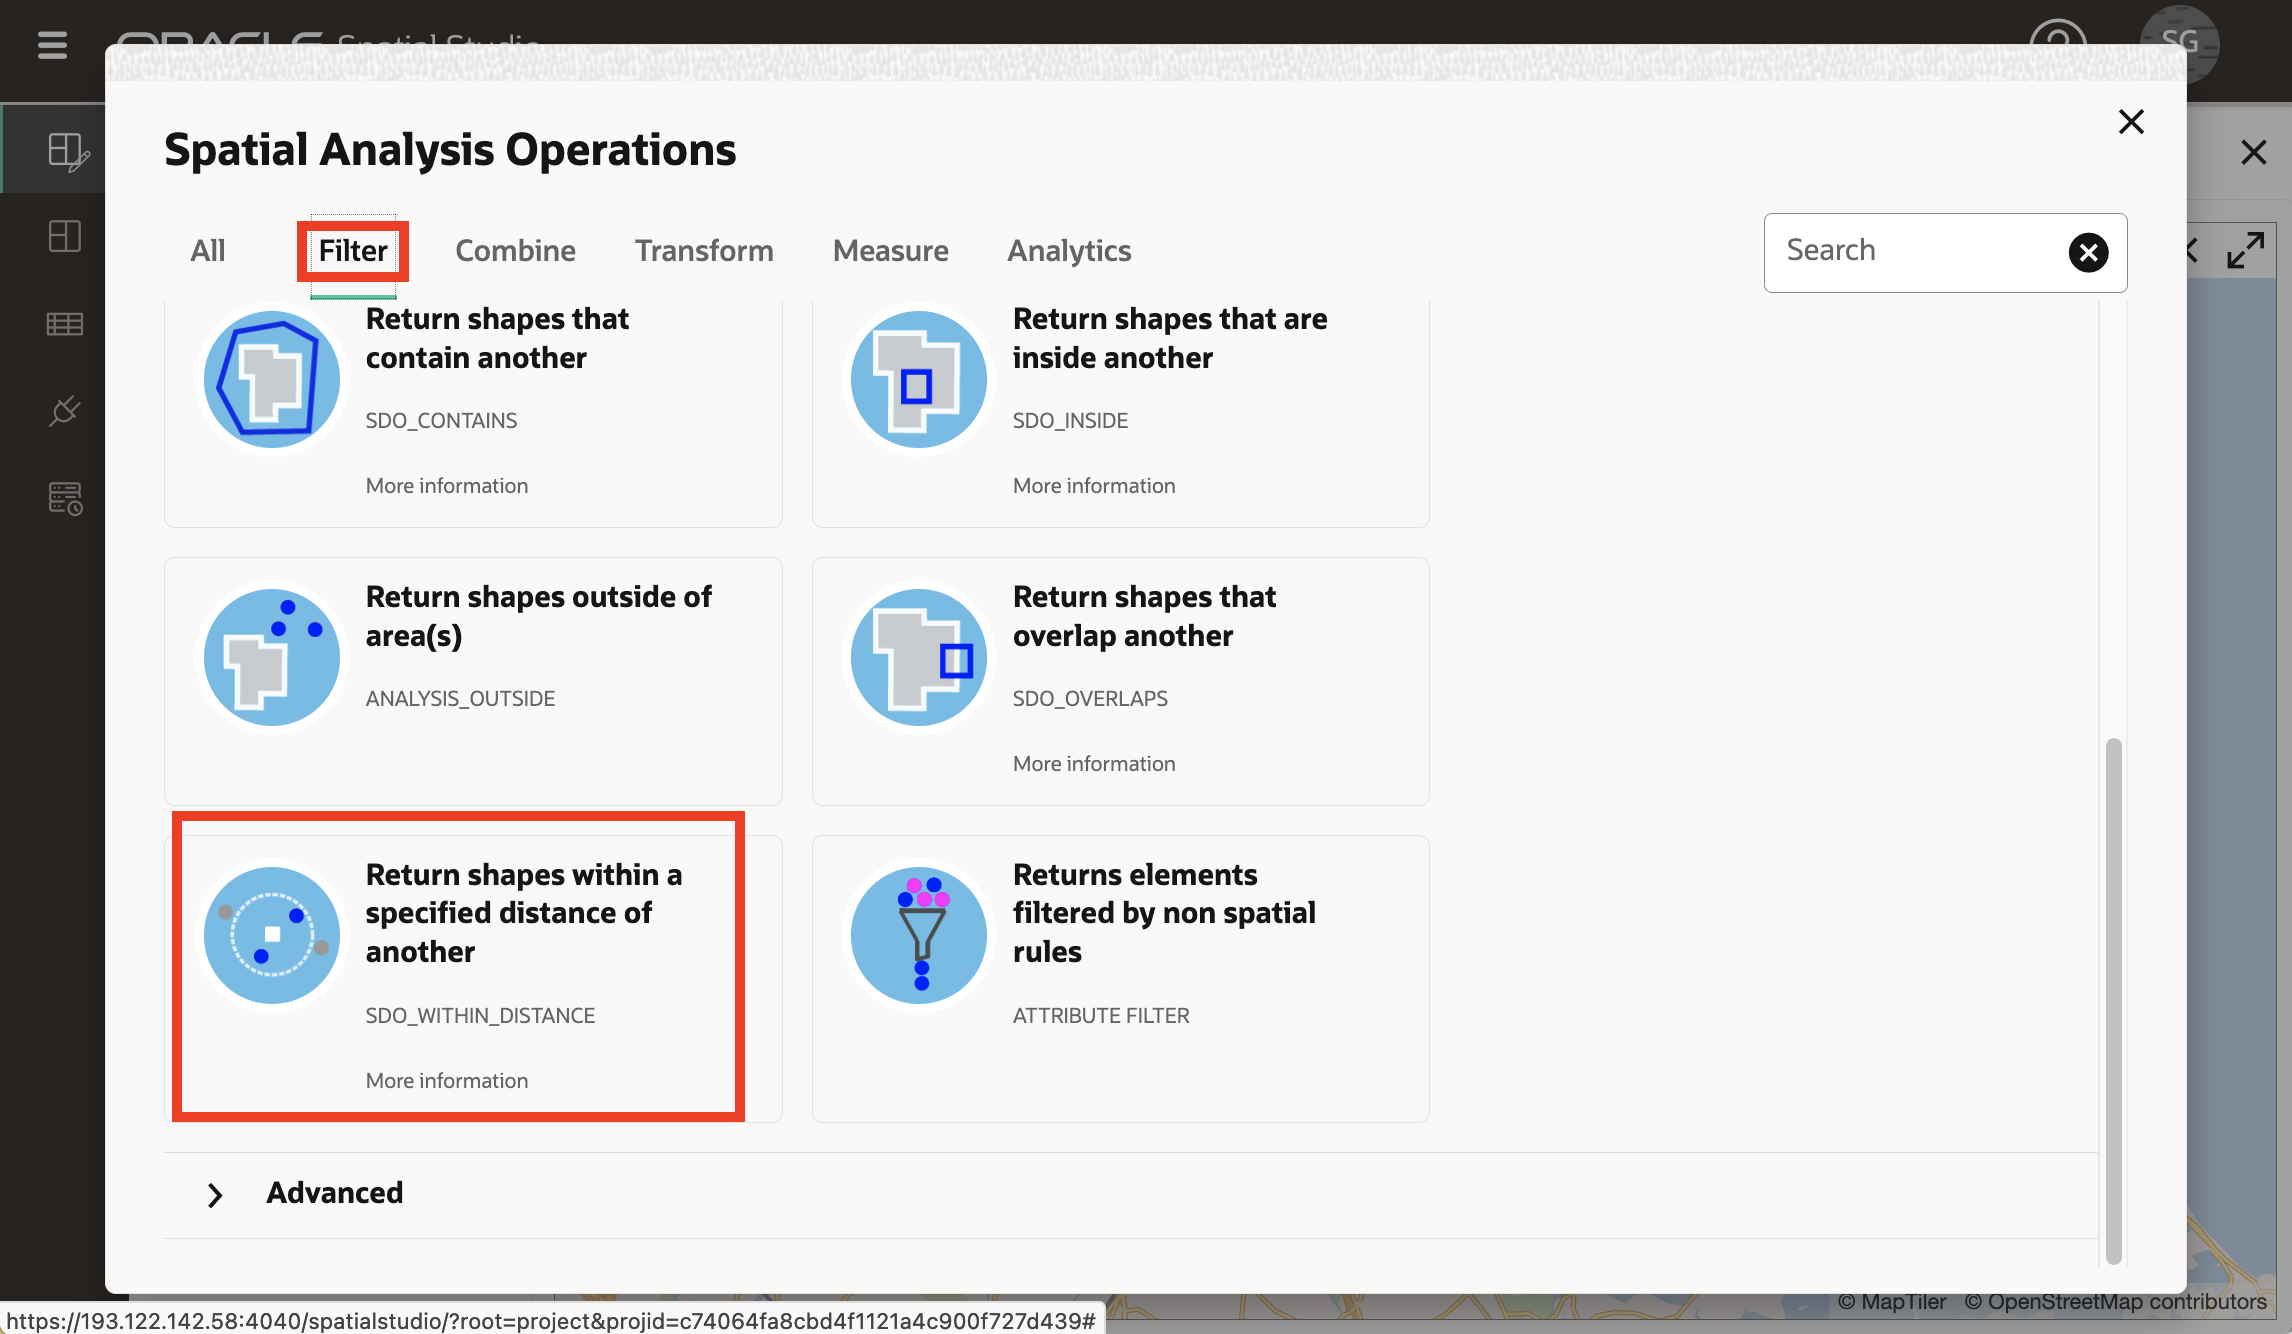 ORACLE Spatial Studio
SG
Spatial Analysis Operations
All
Filter
Combine
Transform
Measure
Analytics
Search
Return shapes that
contain another
SDO_CONTAINS
More information
Return shapes that are
inside another
SDO_INSIDE
More information
Return shapes outside of
area(s)
ANALYSIS_OUTSIDE
Return shapes that
overlap another
SDO_OVERLAPS
More information
Return shapes within a
specified distance of
another
SDO_WITHIN_DISTANCE
More information
Returns elements
filtered by non spatial
rules
ATTRIBUTE FILTER
Advanced
© MapTiler © OpenStreetMap contributors
https://193.122.142.58:4040/spatialstudio/?root=project&projid=c74064fa8cbd4f1121a4c900f727d439#